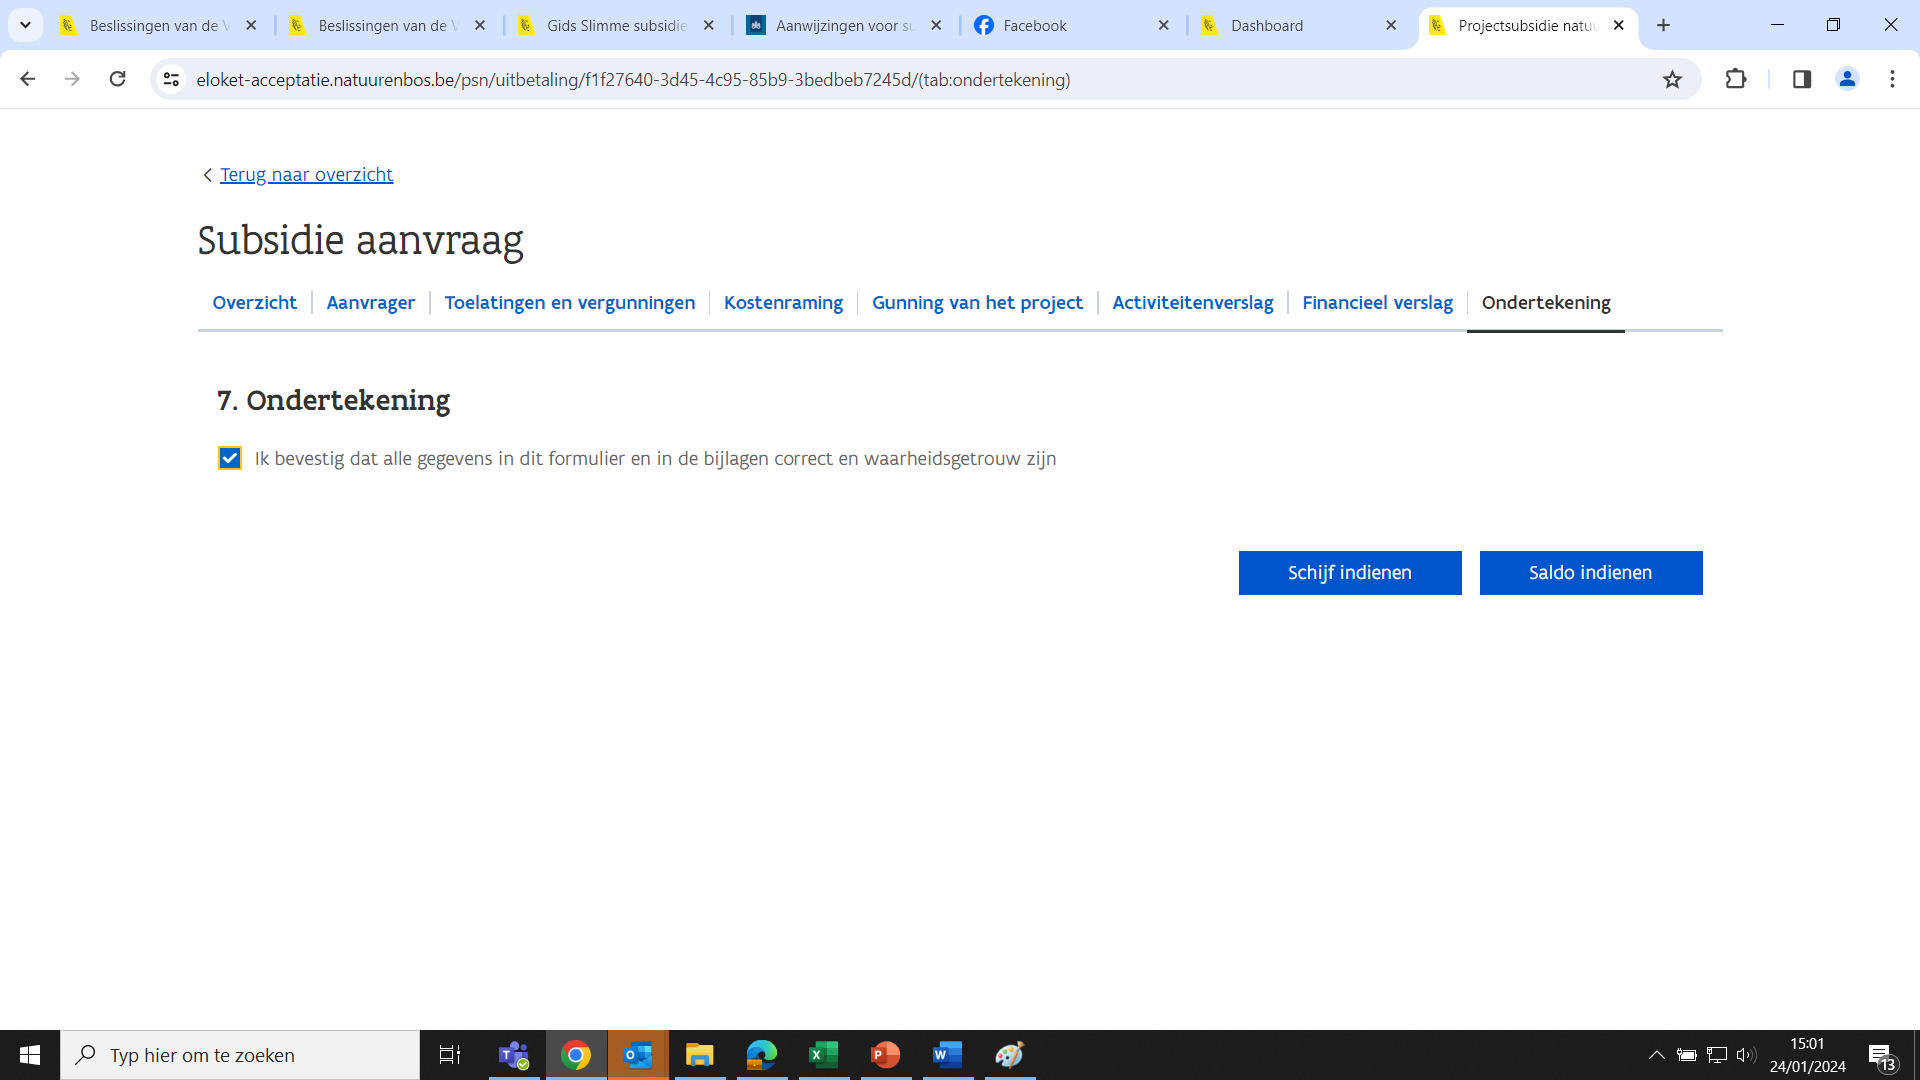 Beslissingen van de V
Beslissingen van de V
Gids Slimme subsidie
Aanwijzingen voor su
Facebook
Dashboard
Projectsubsidie natuu
eloket-acceptatie.natuurenbos.be/psn/uitbetaling/f1f27640-3d45-4c95-85b9-3bedbeb7245d/(tab:ondertekening)
Terug naar overzicht
Subsidie aanvraag
Overzicht
Aanvrager
Toelatingen en vergunningen
Kostenraming
Gunning van het project
Activiteitenverslag
Financieel verslag
Ondertekening
7. Ondertekening
Ik bevestig dat alle gegevens in dit formulier en in de bijlagen correct en waarheidsgetrouw zijn
Schijf indienen
Saldo indienen
Typ hier om te zoeken
15:01
24/01/2024
13